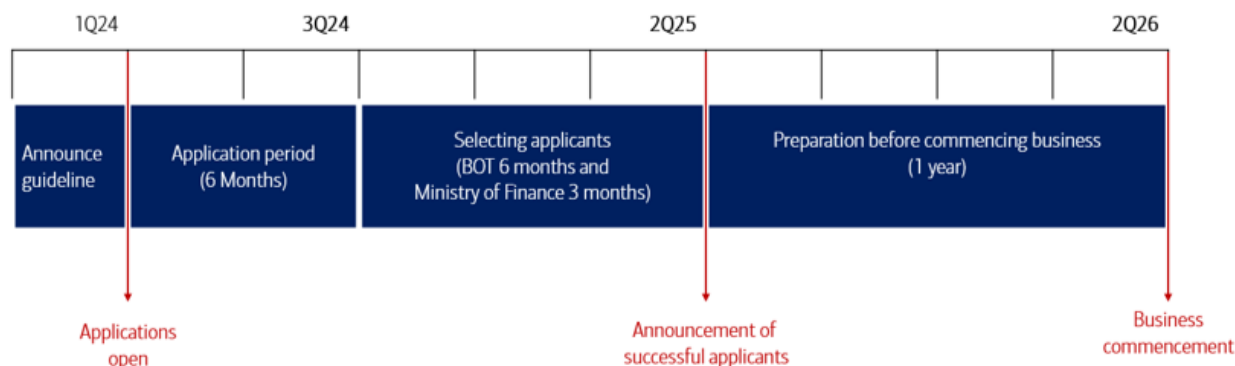 1Q24
3Q24
2Q25
2Q26
Announce
guideline
Application period
(6 Months)
Selecting applicants
(BOT 6 months and
Ministry of Finance 3 months)
Preparation before commencing business
(1 year)
Applications
open
Announcement of
successful applicants
Business
commencement